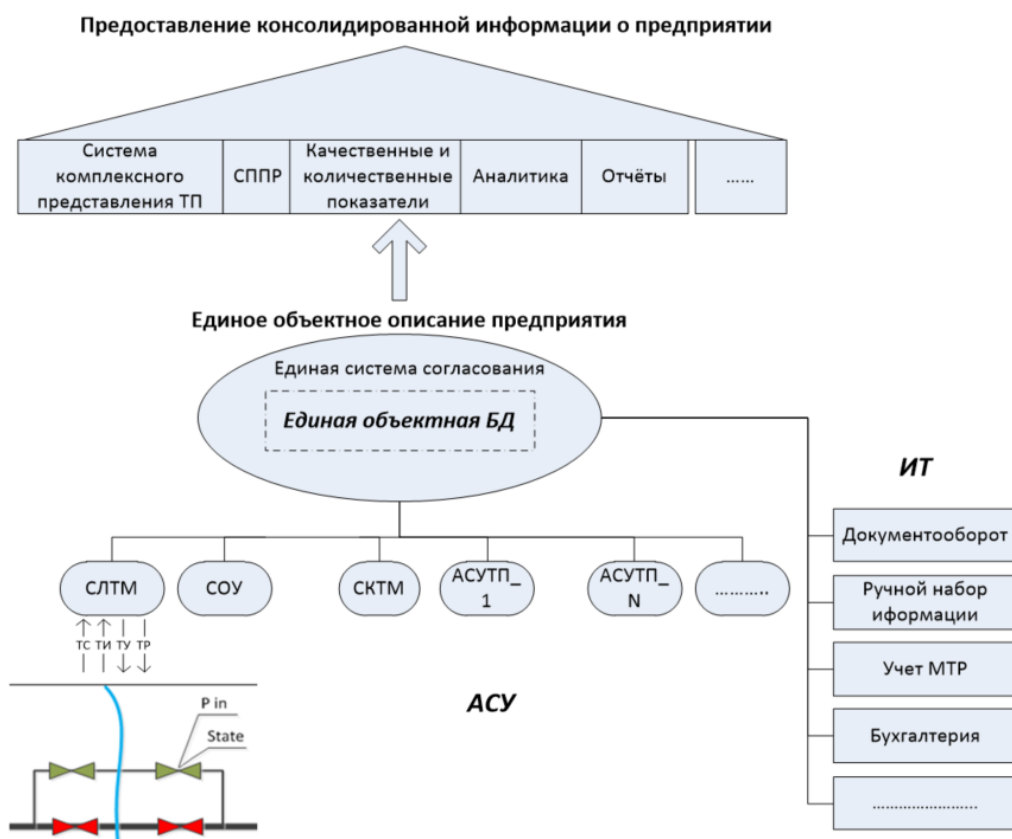 Предоставление консолидированной информации о предприятии
Система
комплексного
представления ТП
СППР
Качественные и
количественные
показатели
Аналитика
Отчёты
……
Единое объектное описание предприятия
Единая система согласования
Единая объектная БД
ИТ
Документооборот
Ручной набор
иформации
Учет МТР
Бухгалтерия
…………………..
СЛТМ
СОУ
СКТМ
АСУТП_
1
АСУТП_
N
………..
ТС ТИ ТУ ТР
АСУ
P in
State